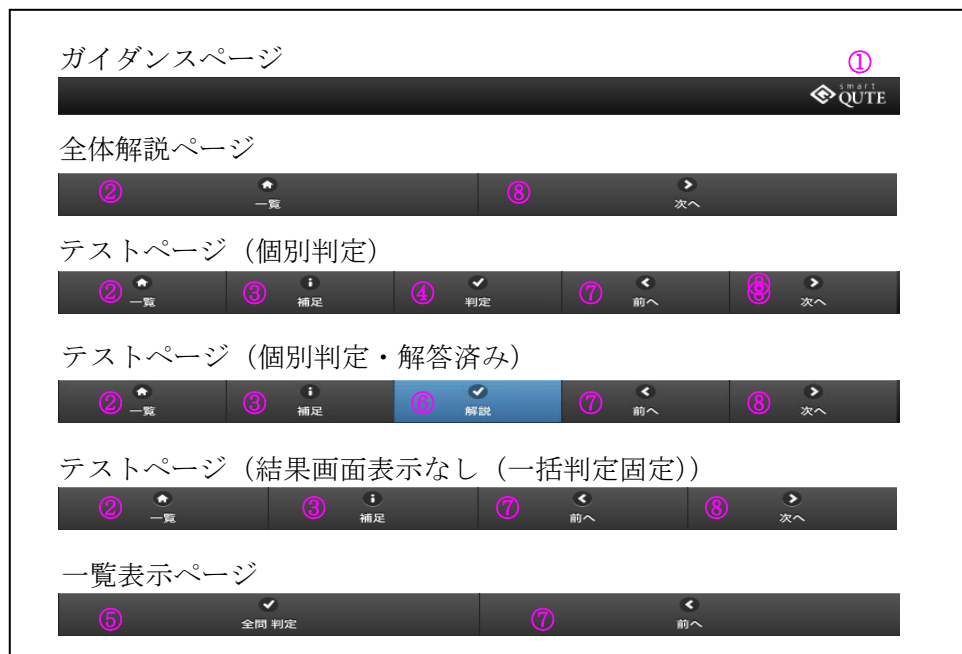 ガイダンスページ
①
smart
QUTE
全体解説ページ
② 一覧 ⑧ 次へ
テストページ（個別判定）
② 一覧 ③ 補足 ④ 判定 ⑦ 前へ ⑧ ⑧ 次へ
テストページ（個別判定・解答済み）
② 一覧 ③ 補足 ⑥ 解説 ⑦ 前へ ⑧ 次へ
テストページ（結果画面表示なし（一括判定固定））
② 一覧 ③ 補足 ⑦ 前へ ⑧ 次へ
一覧表示ページ
⑤ 全問 判定 ⑦ 前へ